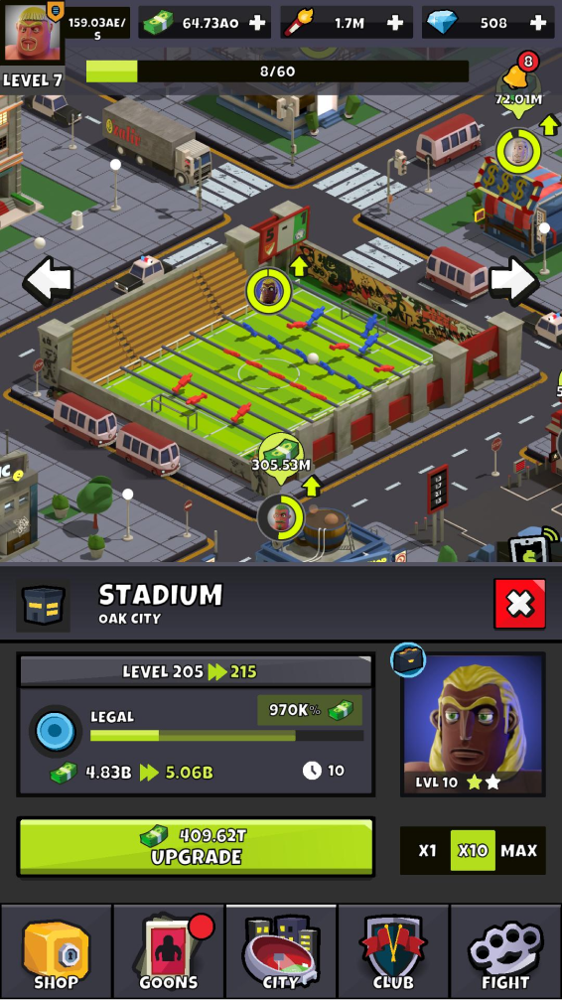 159.03AE/
S
64.73AO
1.7M
508
LEVEL 7
8/60
8
72.01M
$$$
5
305.53M
STADIUM
OAK CITY
LEVEL 205 215
970K%
LEGAL
4.83B 5.06B
10
LVL 10
409.62T
UPGRADE
X1 X10 MAX
SHOP
GOONS
CITY
CLUB
FIGHT